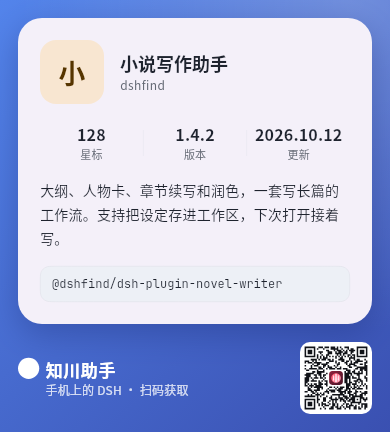 小
小说写作助手
dshfind
128
星标
1.4.2
版本
2026.10.12
更新
大纲、人物卡、章节续写和润色，一套写长篇的
工作流。支持把设定存进工作区，下次打开接着
写。
@dshfind/dsh-plugin-novel-writer
知川助手
手机上的 DSH · 扫码获取